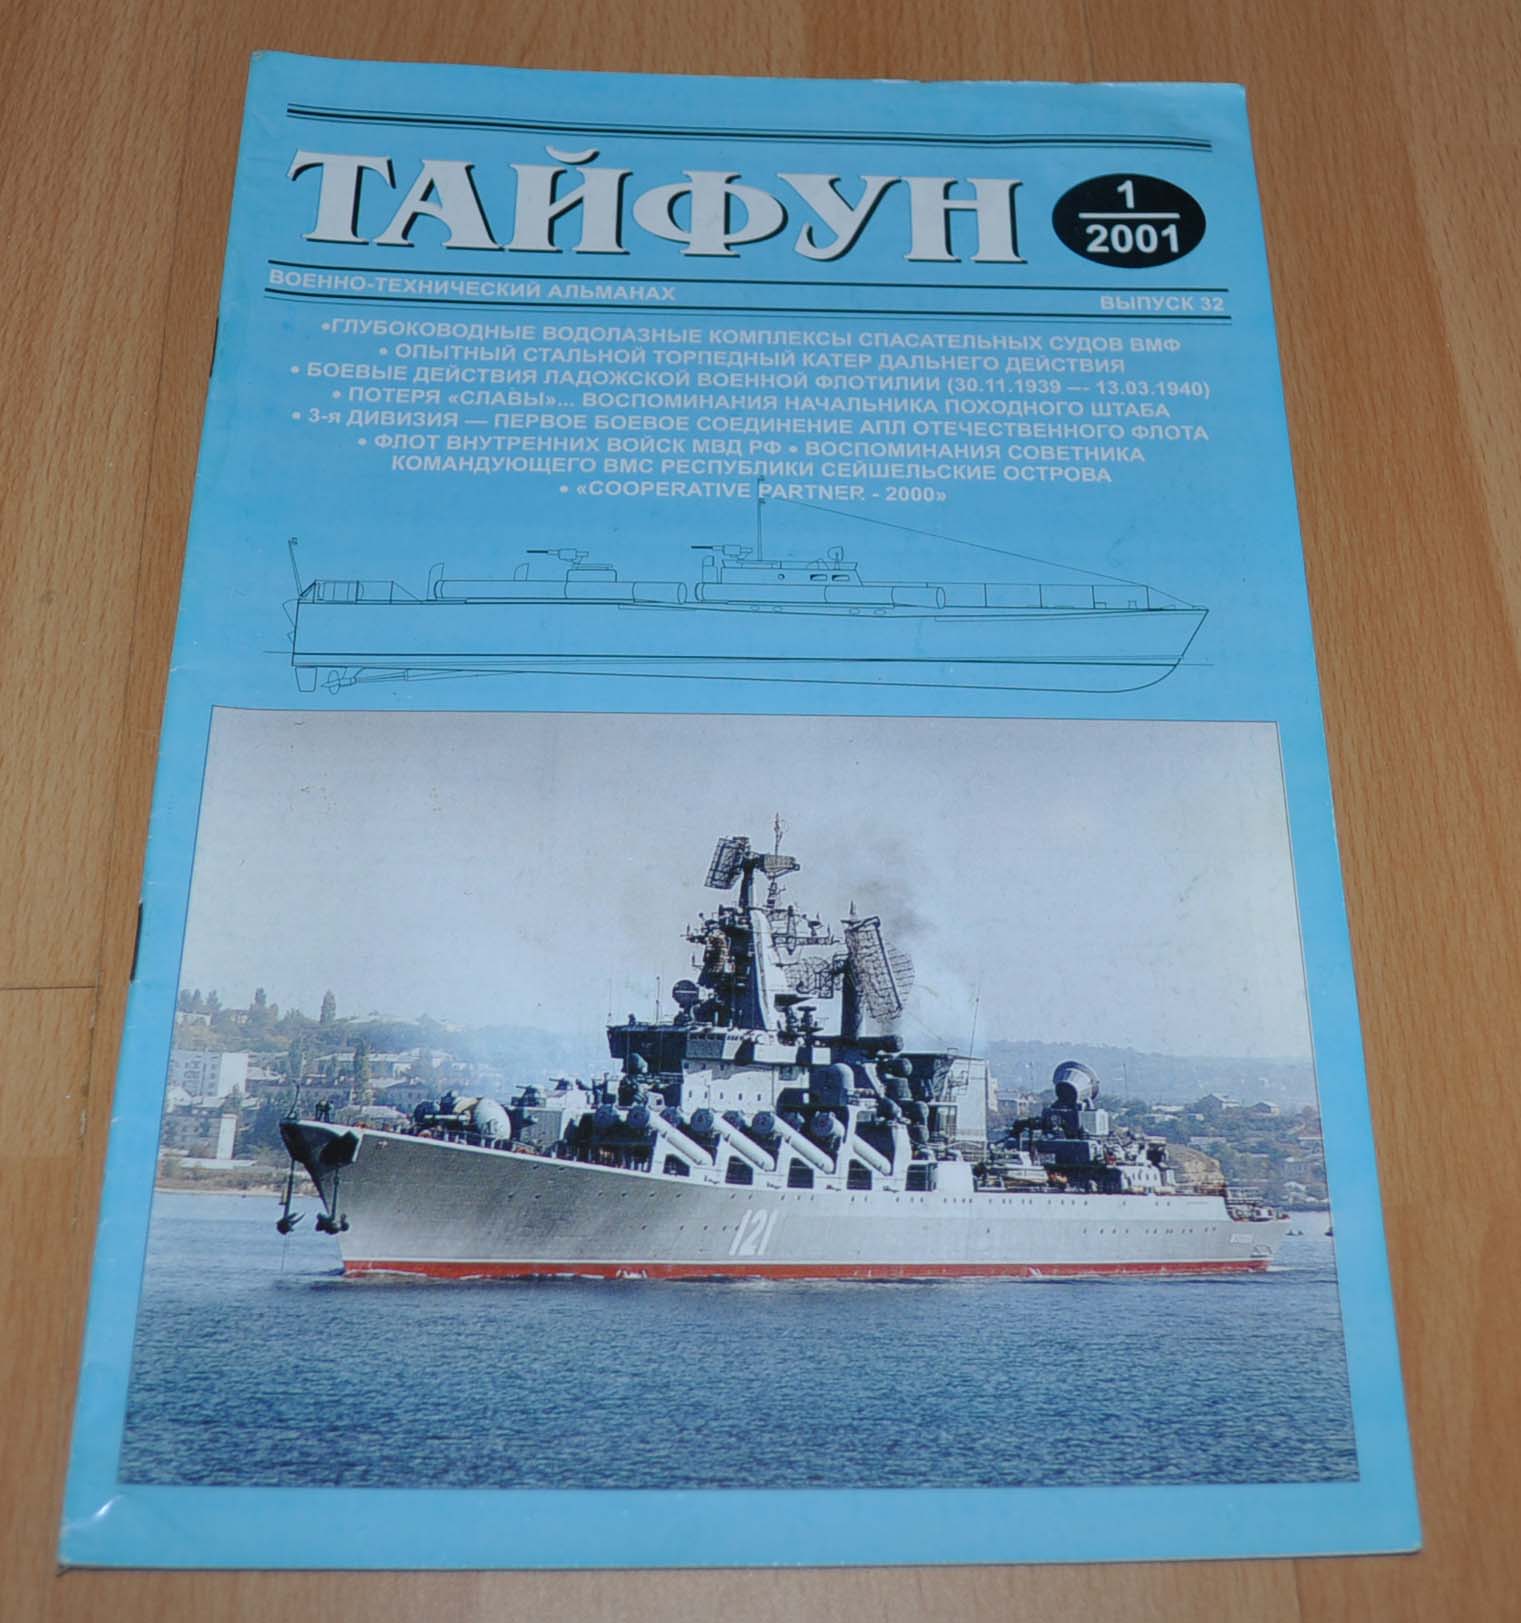 ТАЙФУН
1
2001
ВОЕННО-ТЕХНИЧЕСКИЙ АЛЬМАНАХ
ВЫПУСК 32
•ГЛУБОКОВОДНЫЕ ВОДОЛАЗНЫЕ КОМПЛЕКСЫ СПАСАТЕЛЬНЫХ СУДОВ ВМФ
• ОПЫТНЫЙ СТАЛЬНОЙ ТОРПЕДНЫЙ КАТЕР ДАЛЬНЕГО ДЕЙСТВИЯ
• БОЕВЫЕ ДЕЙСТВИЯ ЛАДОЖСКОЙ ВОЕННОЙ ФЛОТИЛИИ (30.11.1939 — 13.03.1940)
• ПОТЕРЯ «СЛАВЫ»... ВОСПОМИНАНИЯ НАЧАЛЬНИКА ПОХОДНОГО ШТАБА
• 3-я ДИВИЗИЯ — ПЕРВОЕ БОЕВОЕ СОЕДИНЕНИЕ АПЛ ОТЕЧЕСТВЕННОГО ФЛОТА
• ФЛОТ ВНУТРЕННИХ ВОЙСК МВД РФ • ВОСПОМИНАНИЯ СОВЕТНИКА
КОМАНДУЮЩЕГО ВМС РЕСПУБЛИКИ СЕЙШЕЛЬСКИЕ ОСТРОВА
• «COOPERATIVE PARTNER - 2000»
121